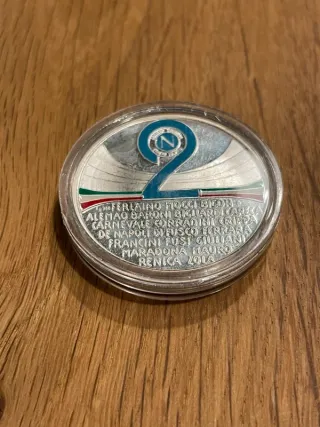 N
2
FERLAINO MOGGI BIGON
ALEMAO BARONI BIGLIARDI CARECA
CARNEVALE CORRADINI CRIPPA
DE NAPOLI DI FUSCO FERRARA
FRANCINI FUSI GIULIANI
MARADONA MAURO
RENICA ZOLA